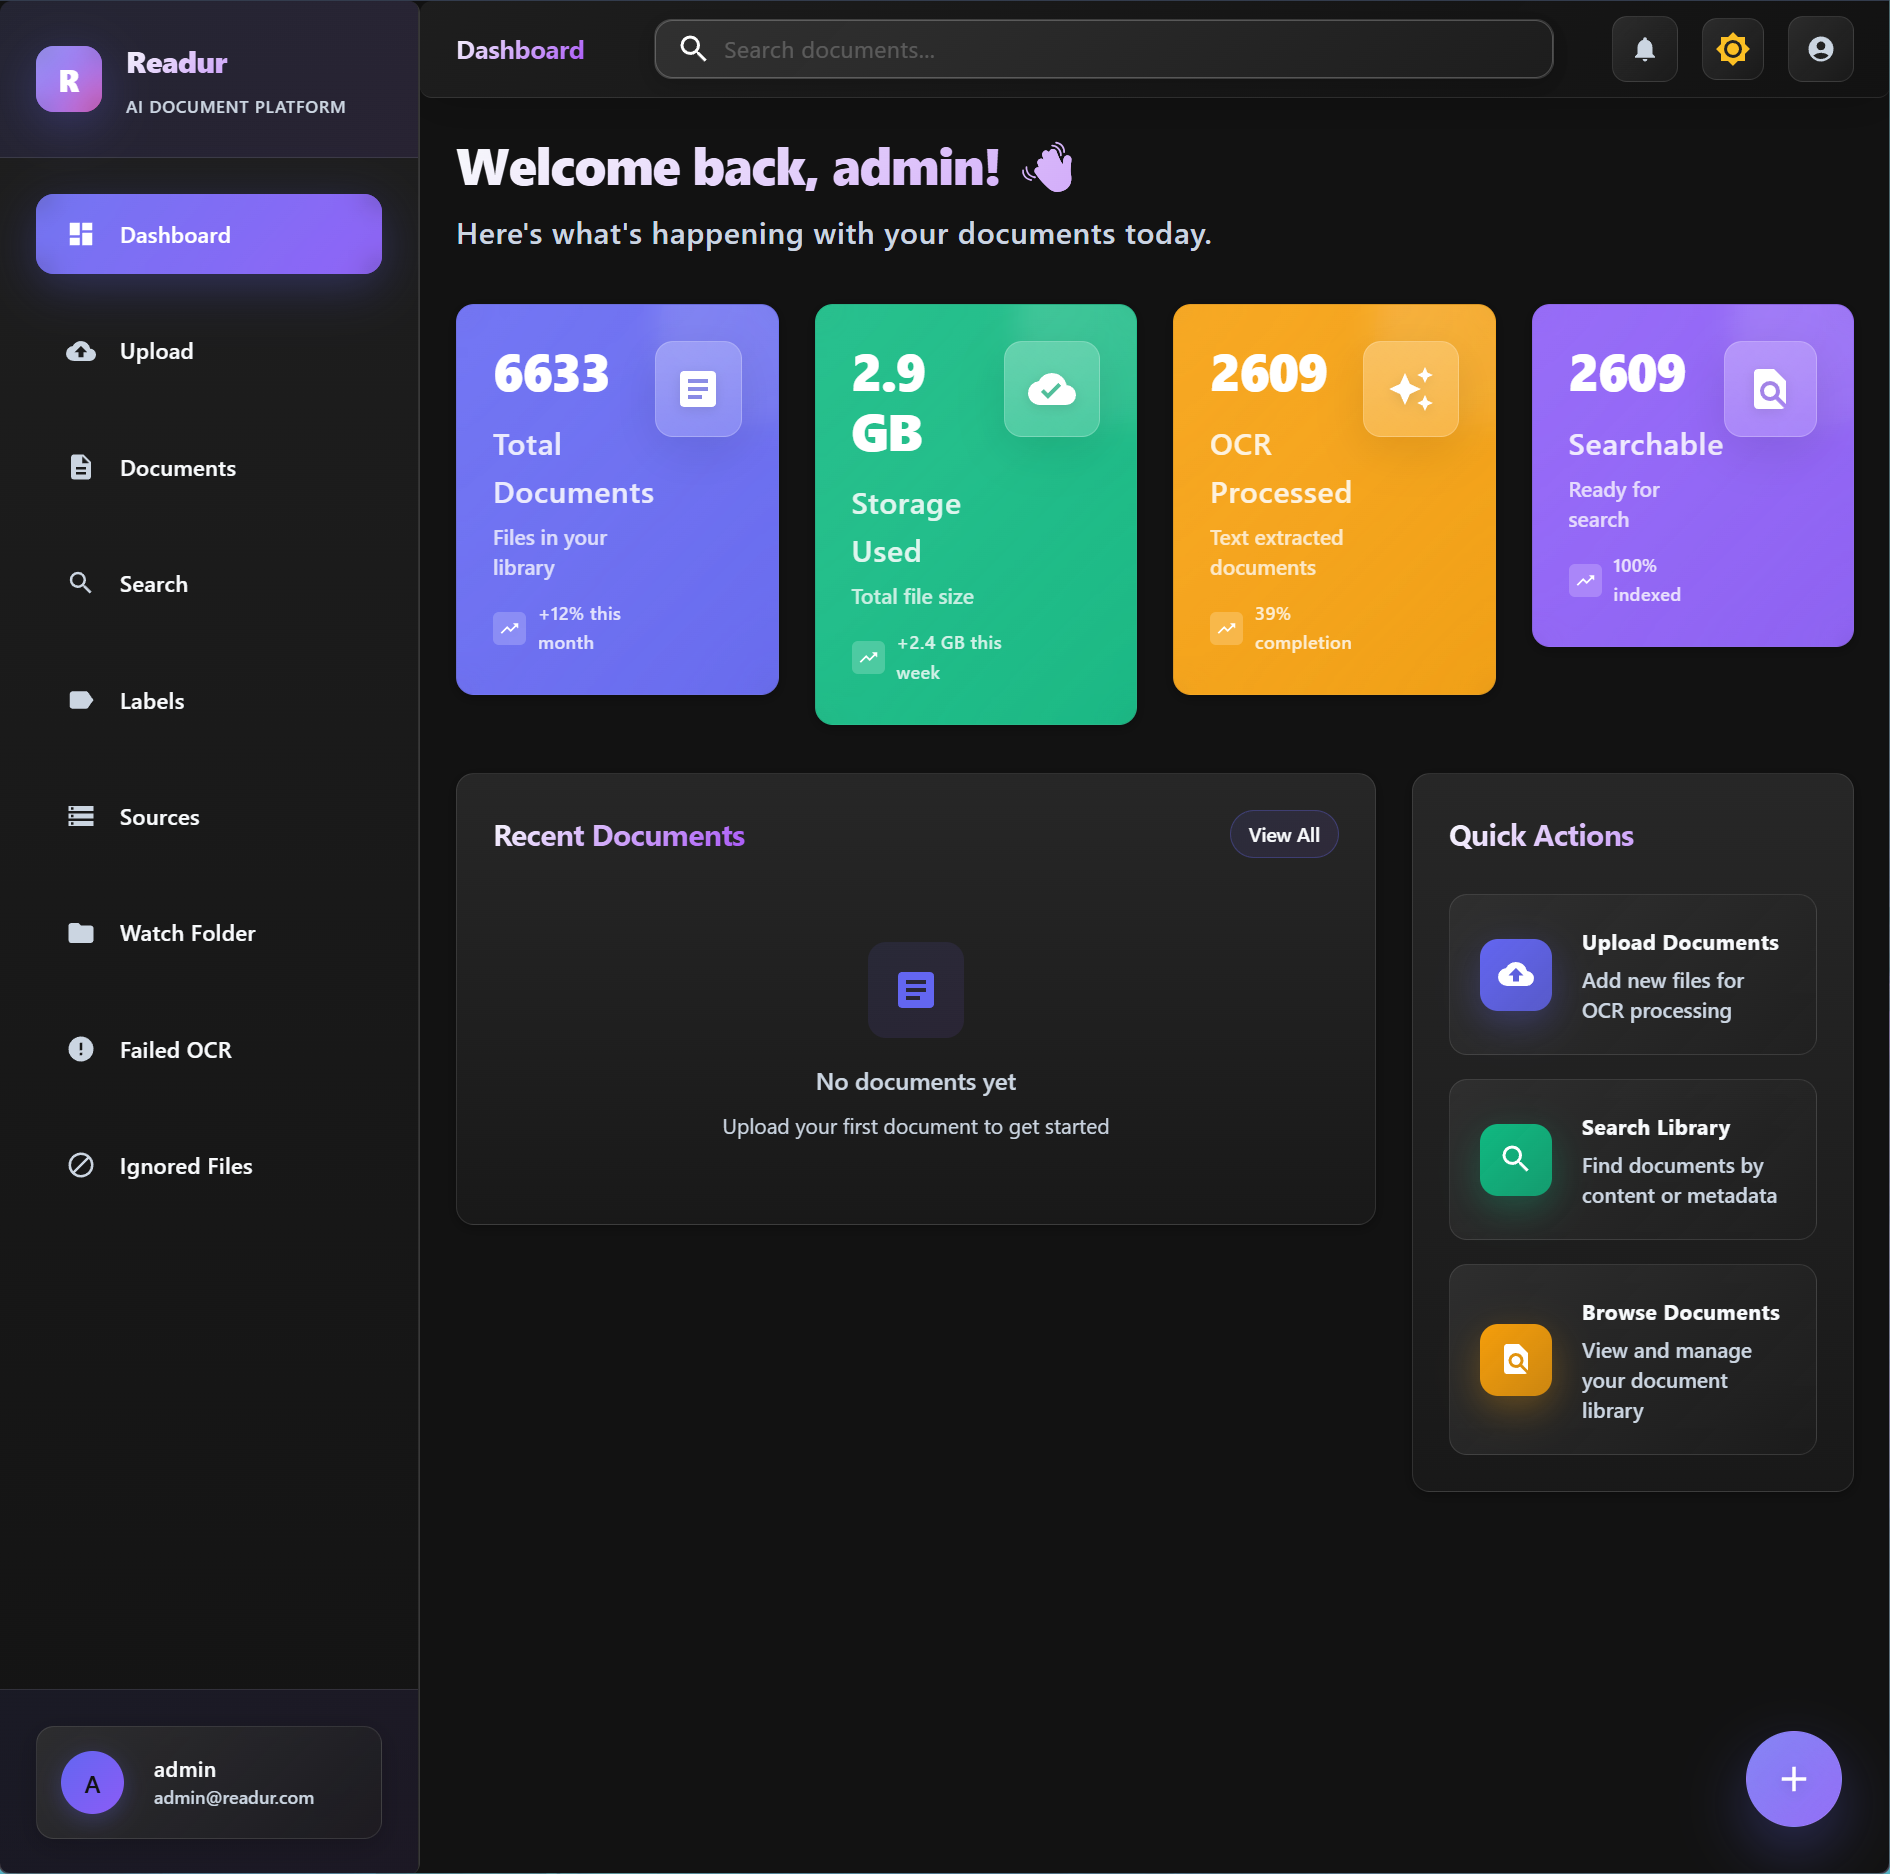 R
Readur
AI DOCUMENT PLATFORM
Dashboard
Upload
Documents
Search
Labels
Sources
Watch Folder
Failed OCR
Ignored Files
A
admin
admin@readur.com
Dashboard
Search documents...
Welcome back, admin!
Here's what's happening with your documents today.
6633
Total
Documents
Files in your
library
+12% this
month
2.9
GB
Storage
Used
Total file size
+2.4 GB this
week
2609
OCR
Processed
Text extracted
documents
39%
completion
2609
Searchable
Ready for
search
100%
indexed
Recent Documents
View All
No documents yet
Upload your first document to get started
Quick Actions
Upload Documents
Add new files for
OCR processing
Search Library
Find documents by
content or metadata
Browse Documents
View and manage
your document
library